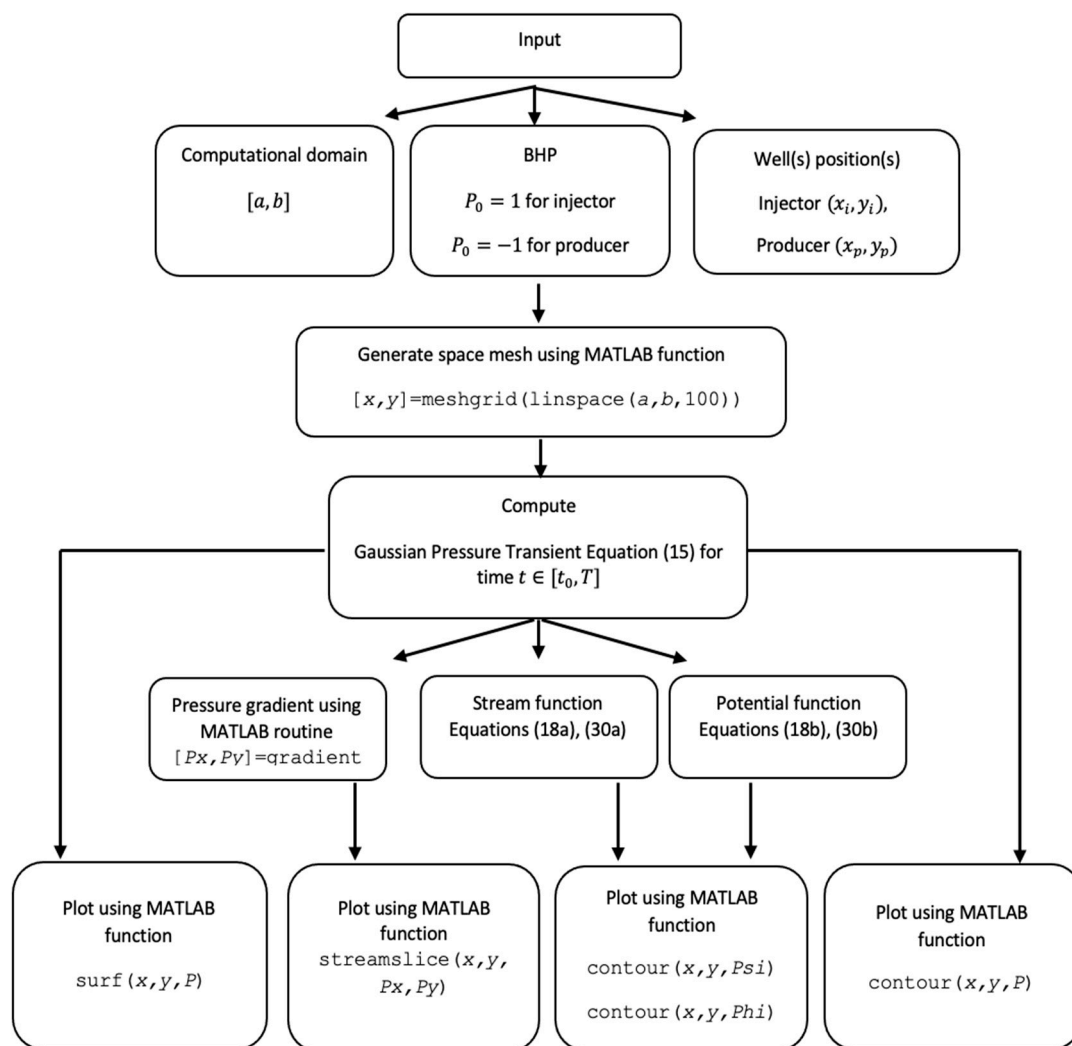 Input
Computational domain
[a, b]
BHP
P₀ = 1 for injector
P₀ = −1 for producer
Well(s) position(s)
Injector (xᵢ, yᵢ),
Producer (xₚ, yₚ)
Generate space mesh using MATLAB function
[x,y]=meshgrid(linspace(a,b,100))
Compute
Gaussian Pressure Transient Equation (15) for
time t ∈ [t₀, T]
Pressure gradient using
MATLAB routine
[Px,Py]=gradient
Stream function
Equations (18a), (30a)
Potential function
Equations (18b), (30b)
Plot using MATLAB
function
surf(x,y,P)
Plot using MATLAB
function
streamslice(x,y,
Px,Py)
Plot using MATLAB
function
contour(x,y,Psi)
contour(x,y,Phi)
Plot using MATLAB
function
contour(x,y,P)